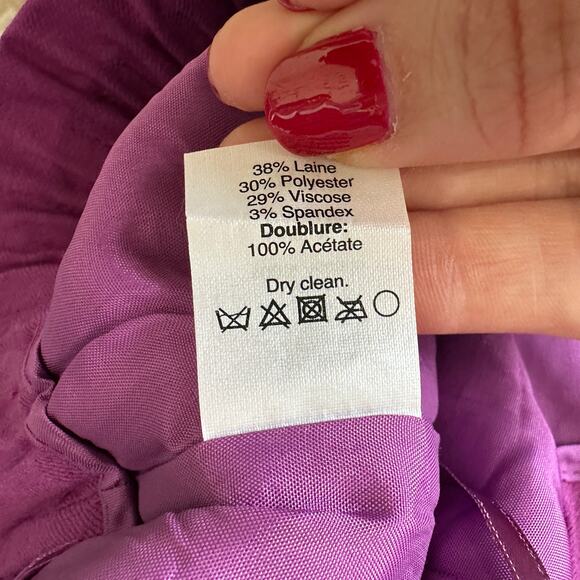 38% Laine
30% Polyester
29% Viscose
3% Spandex
Doublure:
100% Acétate
Dry clean.